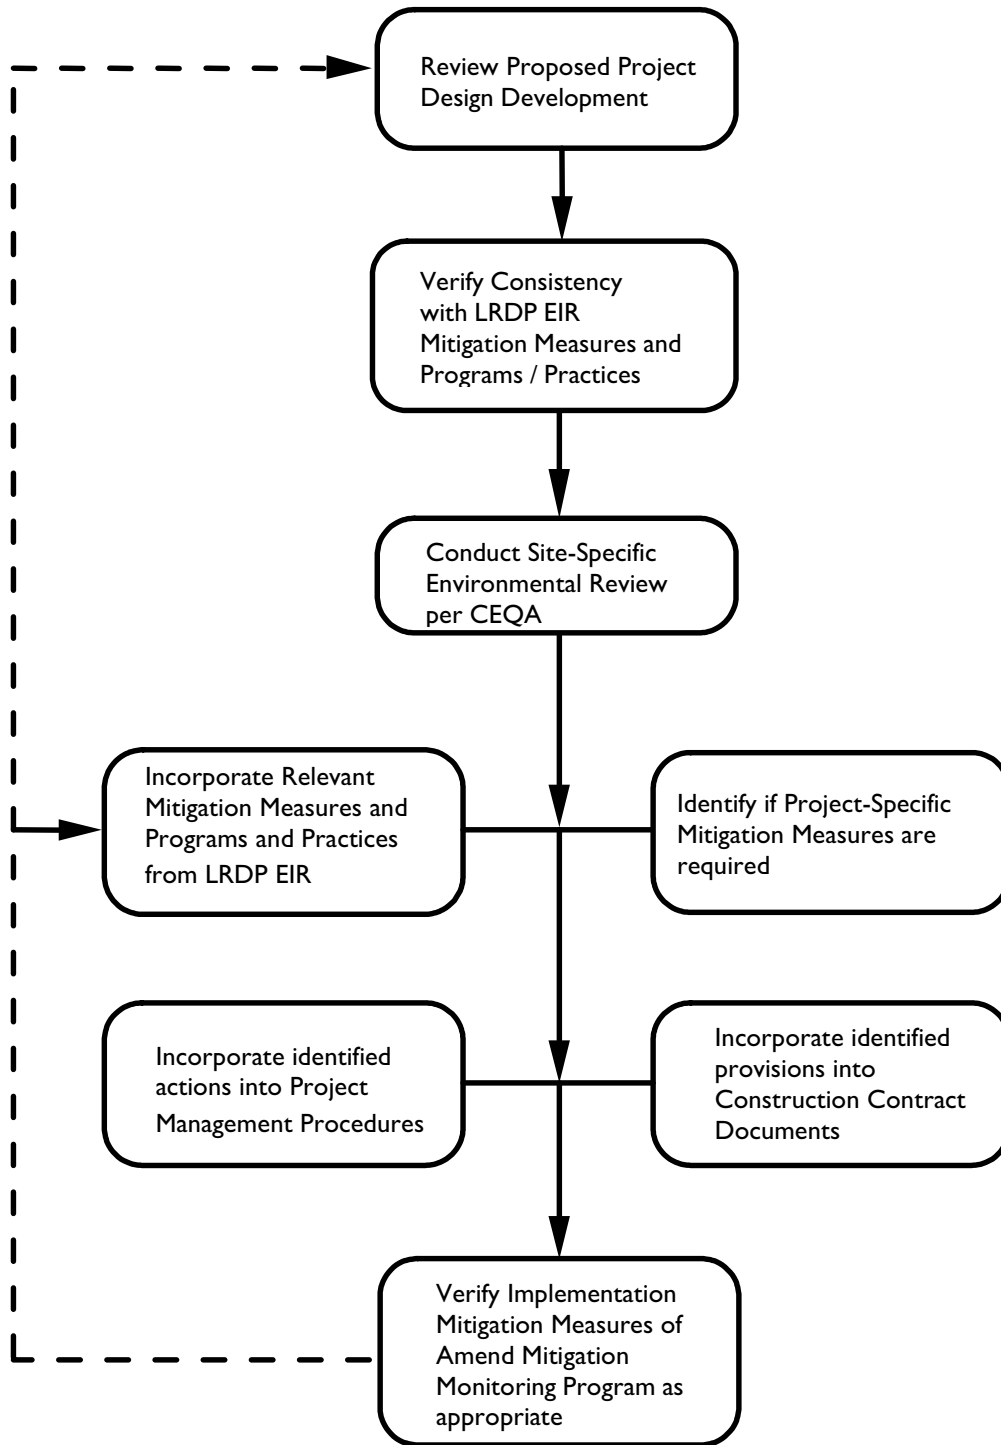 Review Proposed Project
Design Development
Verify Consistency
with LRDP EIR
Mitigation Measures and
Programs / Practices
Conduct Site-Specific
Environmental Review
per CEQA
Incorporate Relevant
Mitigation Measures and
Programs and Practices
from LRDP EIR
Identify if Project-Specific
Mitigation Measures are
required
Incorporate identified
actions into Project
Management Procedures
Incorporate identified
provisions into
Construction Contract
Documents
Verify Implementation
Mitigation Measures of
Amend Mitigation
Monitoring Program as
appropriate